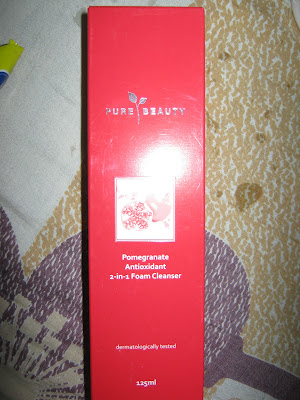 PURE BEAUTY
Pomegranate
Antioxidant
2-in-1 Foam Cleanser
dermatologically tested
125ml